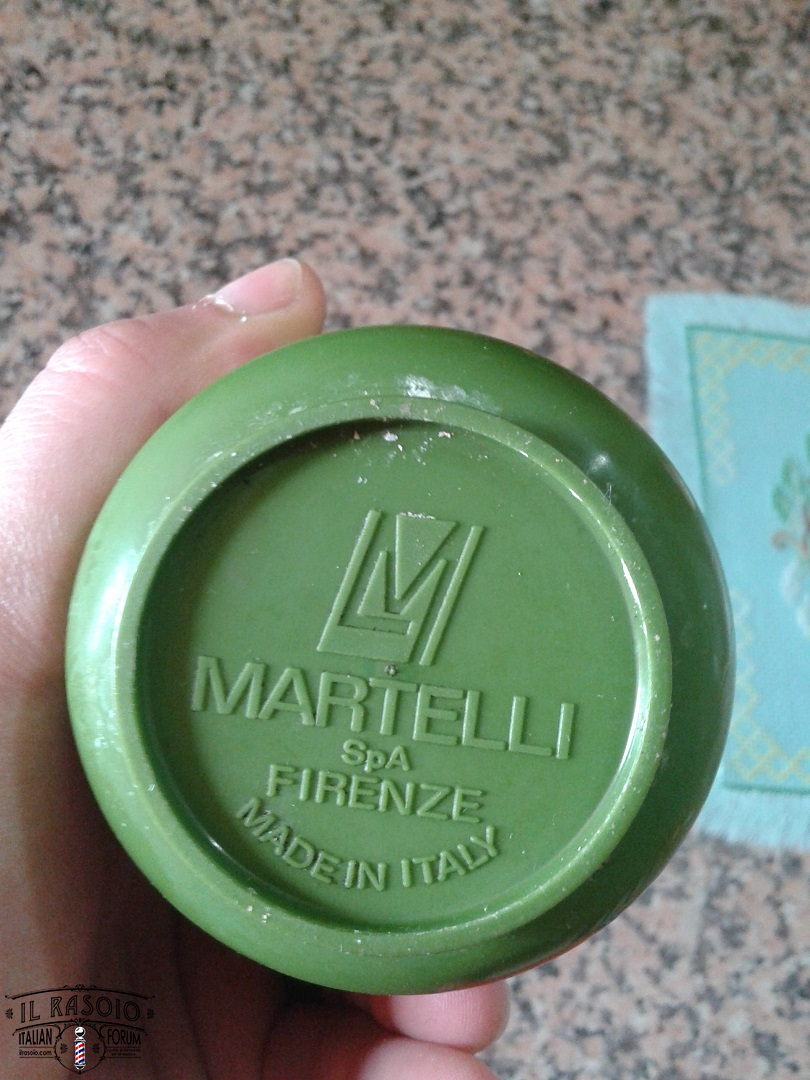 M
MARTELLI
SpA
FIRENZE
MADE IN ITALY
IL RASOIO
ITALIAN FORUM
ilrasoio.com